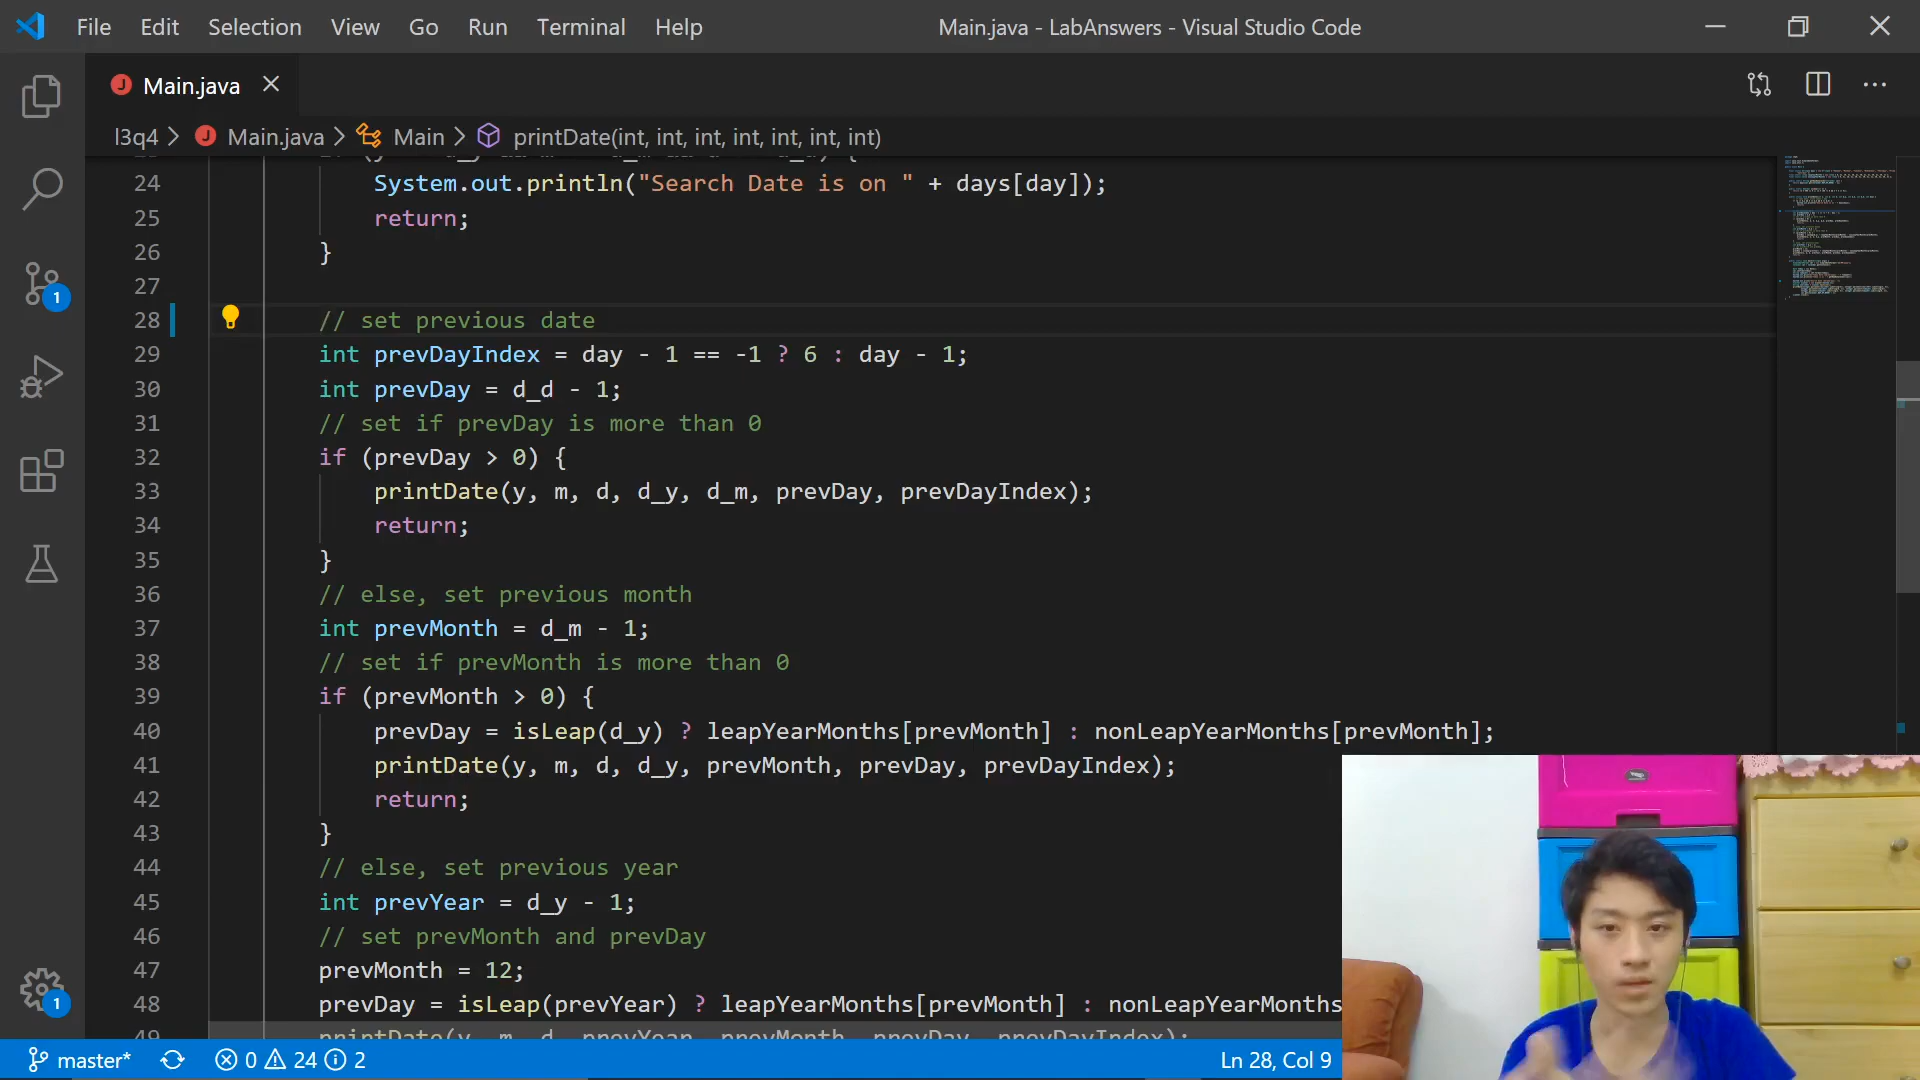 File Edit Selection View Go Run Terminal Help
Main.java - LabAnswers - Visual Studio Code
J Main.java
l3q4 > J Main.java > Main > printDate(int, int, int, int, int, int, int)
24 System.out.println("Search Date is on " + days[day]);
25 return;
26 }
27
28 // set previous date
29 int prevDayIndex = day - 1 == -1 ? 6 : day - 1;
30 int prevDay = d_d - 1;
31 // set if prevDay is more than 0
32 if (prevDay > 0) {
33 printDate(y, m, d, d_y, d_m, prevDay, prevDayIndex);
34 return;
35 }
36 // else, set previous month
37 int prevMonth = d_m - 1;
38 // set if prevMonth is more than 0
39 if (prevMonth > 0) {
40 prevDay = isLeap(d_y) ? leapYearMonths[prevMonth] : nonLeapYearMonths[prevMonth];
41 printDate(y, m, d, d_y, prevMonth, prevDay, prevDayIndex);
42 return;
43 }
44 // else, set previous year
45 int prevYear = d_y - 1;
46 // set prevMonth and prevDay
47 prevMonth = 12;
48 prevDay = isLeap(prevYear) ? leapYearMonths[prevMonth] : nonLeapYearMonths
49 printDate(y, m, d, prevYear, prevMonth, prevDay, prevDayIndex);
1
1
master* 0 24 2
Ln 28, Col 9